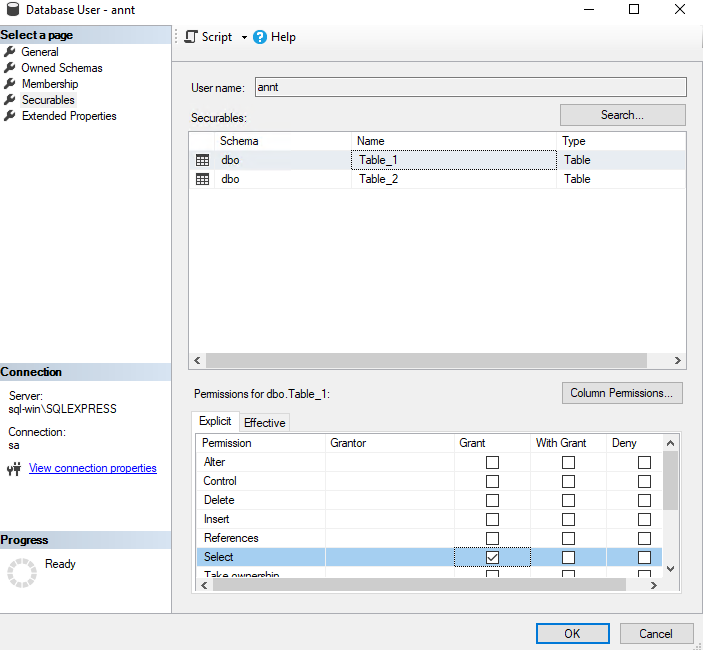 Database User - annt
Select a page
General
Owned Schemas
Membership
Securables
Extended Properties
Script
Help
User name: annt
Securables:
Search...
Schema Name Type
dbo Table_1 Table
dbo Table_2 Table
Connection
Server:
sql-win\SQLEXPRESS
Connection:
sa
View connection properties
Progress
Ready
Permissions for dbo.Table_1:
Column Permissions...
Explicit Effective
Permission Grantor Grant With Grant Deny
Alter
Control
Delete
Insert
References
Select
Take ownership
OK Cancel